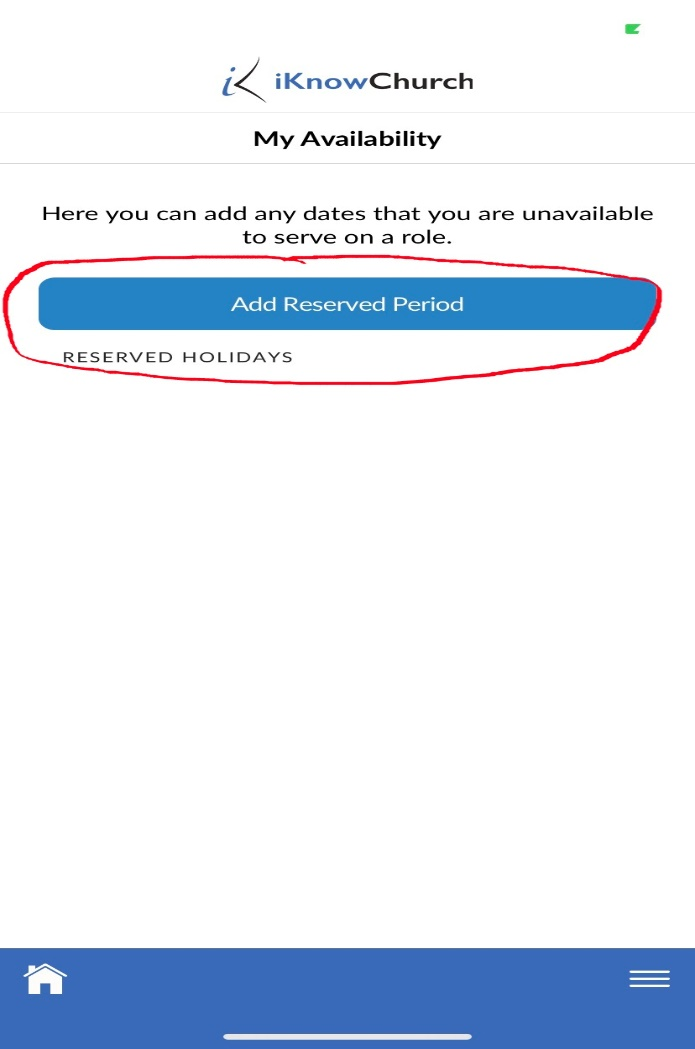 iKnowChurch
My Availability
Here you can add any dates that you are unavailable
to serve on a role.
Add Reserved Period
RESERVED HOLIDAYS